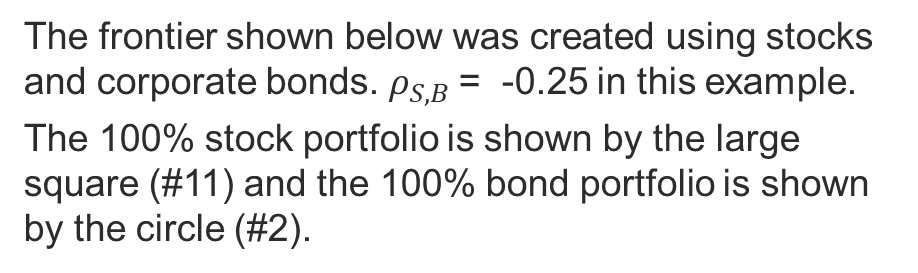 The frontier shown below was created using stocks
and corporate bonds. ρS,B = -0.25 in this example.
The 100% stock portfolio is shown by the large
square (#11) and the 100% bond portfolio is shown
by the circle (#2).